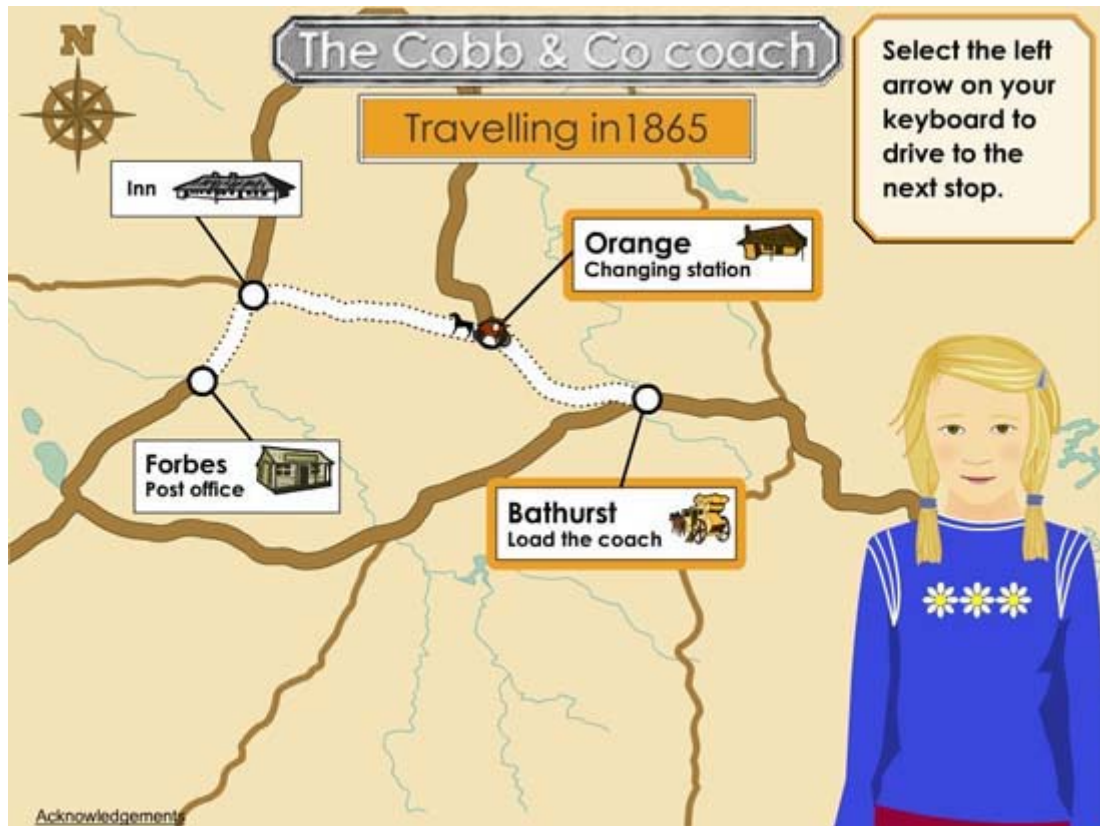 N
The Cobb & Co coach
Travelling in1865
Select the left
arrow on your
keyboard to
drive to the
next stop.
Inn
Orange
Changing station
Forbes
Post office
Bathurst
Load the coach
Acknowledgements